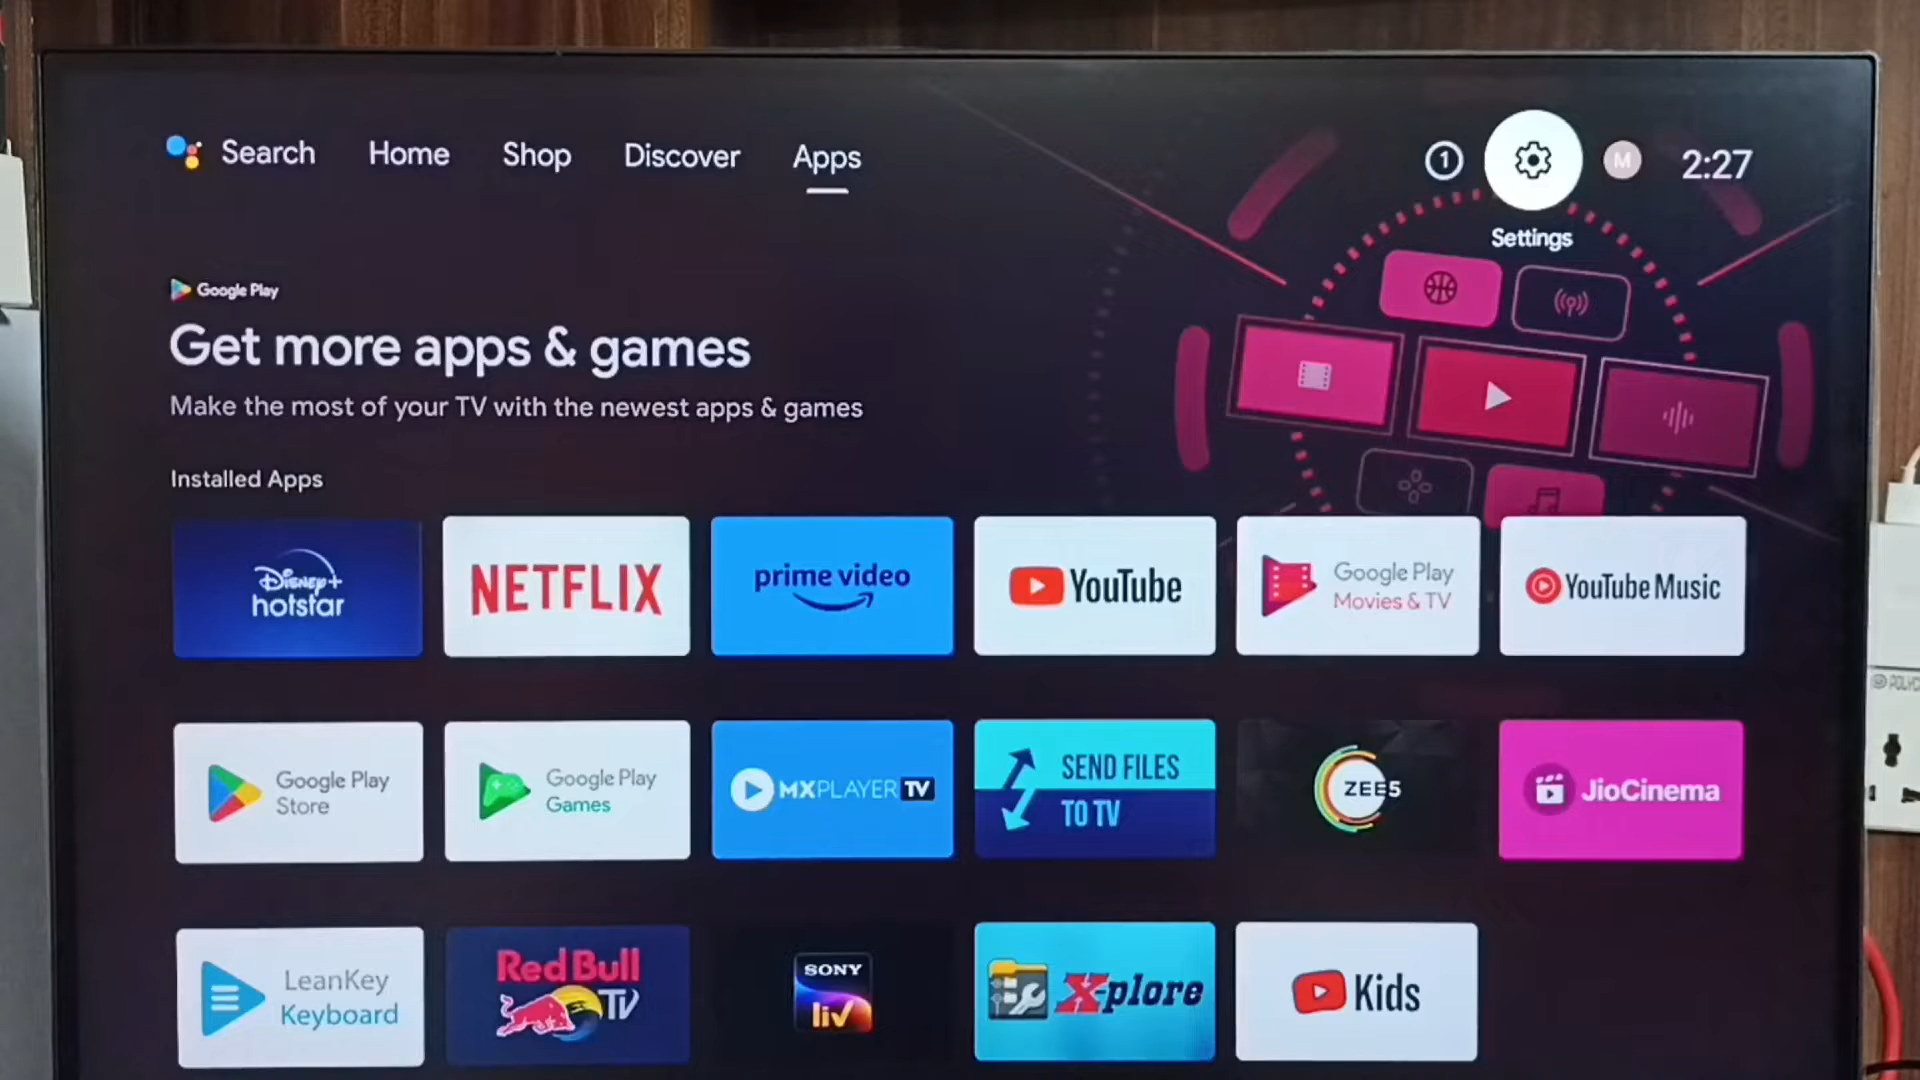 Search Home Shop Discover Apps
1 M 2:27
Settings
Google Play
Get more apps & games
Make the most of your TV with the newest apps & games
Installed Apps
Disney+
hotstar
NETFLIX
prime video
YouTube
Google Play
Movies & TV
YouTube Music
Google Play
Store
Google Play
Games
MXPLAYER TV
SEND FILES
TO TV
ZEE5
JioCinema
LeanKey
Keyboard
Red Bull
TV
SONY
liv
X-plore
Kids